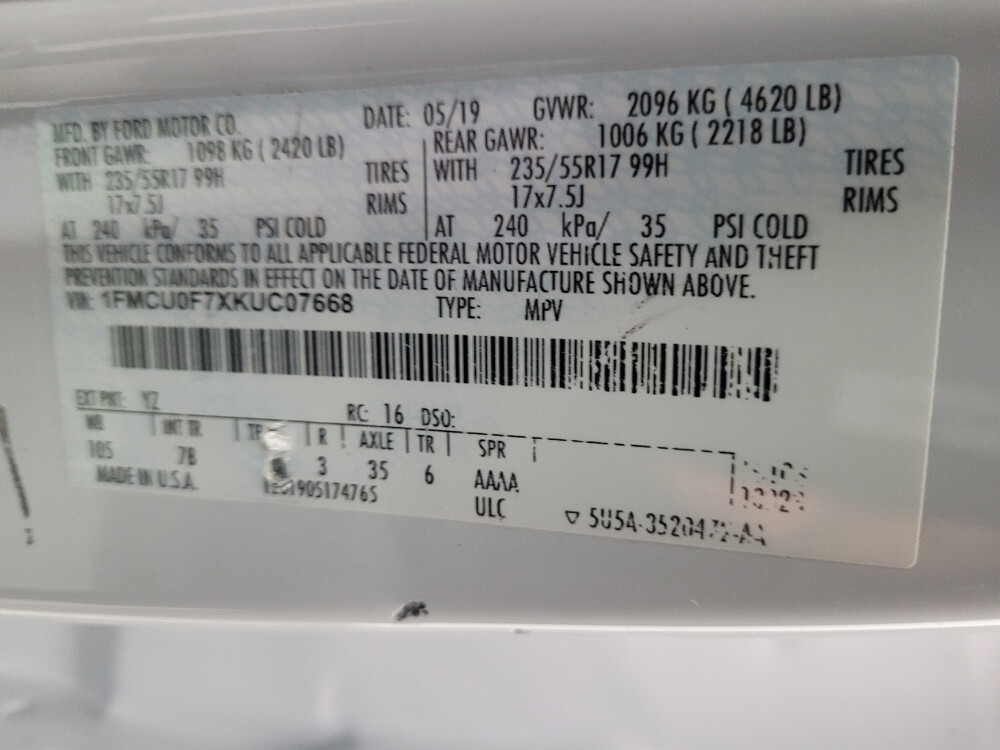 MFD. BY FORD MOTOR CO. DATE: 05/19 GVWR: 2096 KG ( 4620 LB)
FRONT GAWR: 1098 KG ( 2420 LB) REAR GAWR: 1006 KG ( 2218 LB)
WITH 235/55R17 99H TIRES WITH 235/55R17 99H TIRES
17x7.5J RIMS 17x7.5J RIMS
AT 240 kPa/ 35 PSI COLD AT 240 kPa/ 35 PSI COLD
THIS VEHICLE CONFORMS TO ALL APPLICABLE FEDERAL MOTOR VEHICLE SAFETY AND THEFT
PREVENTION STANDARDS IN EFFECT ON THE DATE OF MANUFACTURE SHOWN ABOVE.
VIN: 1FMCU0F7XKUC07668 TYPE: MPV
EXT PNT: YZ RC: 16 DSO:
WB INT TR R AXLE TR SPR
105 7B 3 35 6 AAAA
MADE IN U.S.A. ULC